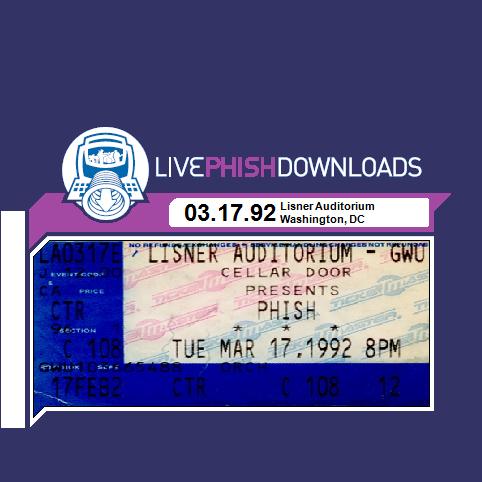 LIVEPHISHDOWNLOADS
03.17.92 Lisner Auditorium
Washington, DC
NO REFUNDS/EXCHANGES
LA0317E LISNER AUDITORIUM - GWU
EVENT CODE CELLAR DOOR
CA PRICE PRESENTS
CTR PHISH
SECTION * * *
C 108 TUE MAR 17,1992 8PM
65488 ORCH
17FEB2 CTR C 108 12
TICKETMASTER